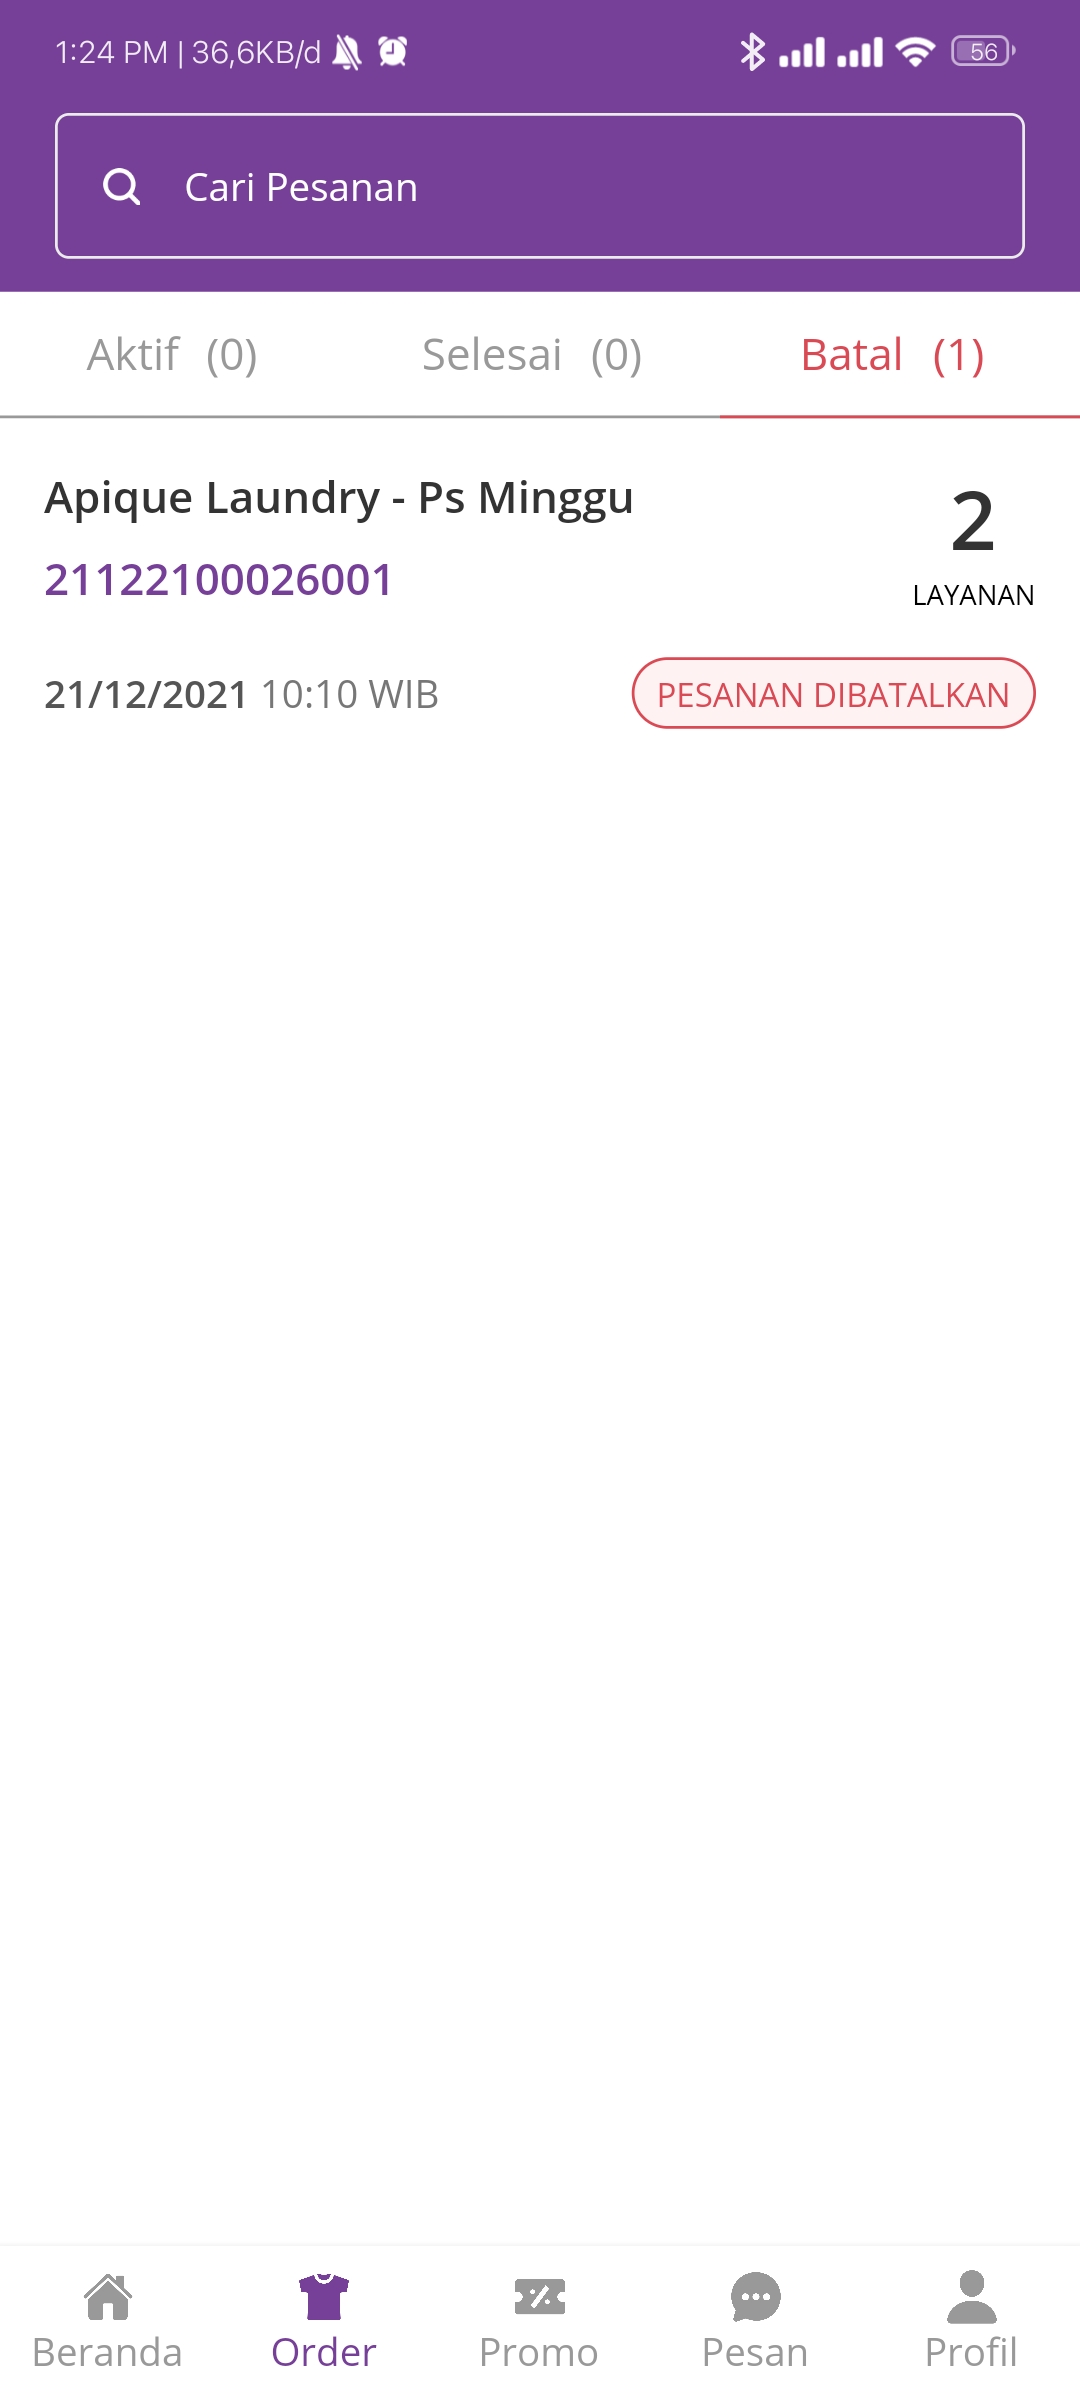 1:24 PM | 36,6KB/d
56
Cari Pesanan
Aktif (0) Selesai (0) Batal (1)
Apique Laundry - Ps Minggu
21122100026001
2
LAYANAN
21/12/2021 10:10 WIB
PESANAN DIBATALKAN
Beranda Order Promo Pesan Profil